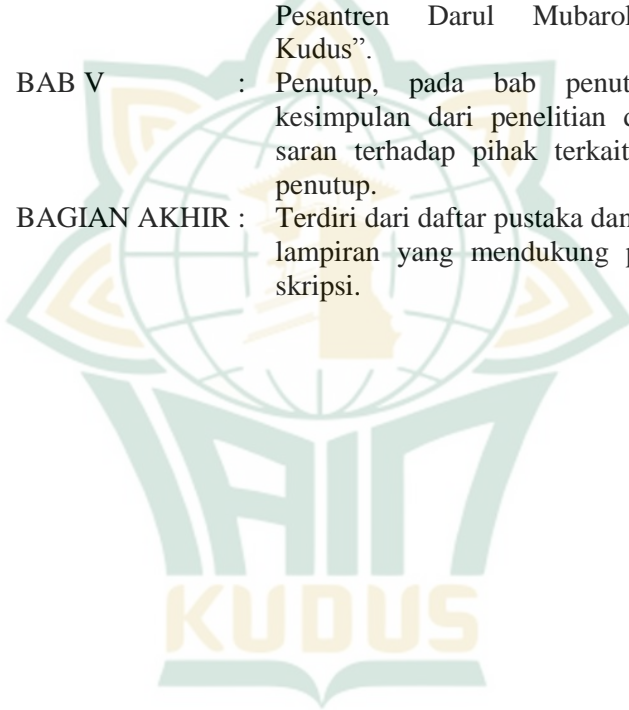 Pesantren Darul Mubarok
Kudus”.
BAB V : Penutup, pada bab
kesimpulan dari penelitian
saran terhadap pihak terkait
penutup.
BAGIAN AKHIR : Terdiri dari daftar pustaka dan
lampiran yang mendukung
skripsi.
IAIN
KUDUS